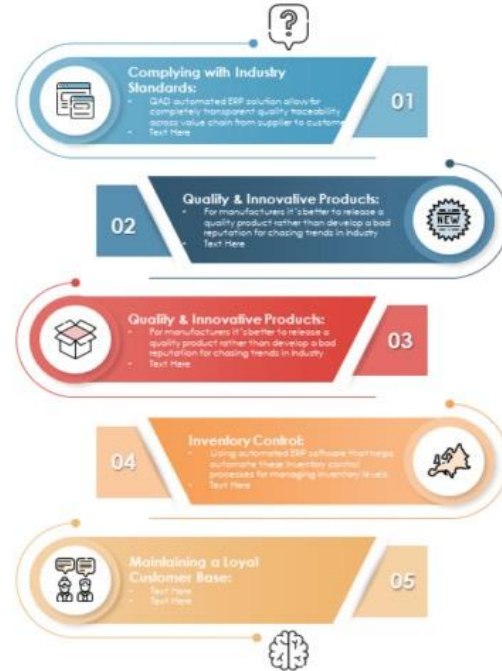 Complying with Industry
Standards:
• QAD automated ERP solution allow for
completely transparent quality traceability
across value chain from supplier to custome
• Text Here
01
02
Quality & Innovative Products:
• For manufacturers it's better to release a
quality product rather than develop a bad
reputation for chasing trends in industry
• Text Here
NEW
Quality & Innovative Products:
• For manufacturers it's better to release a
quality product rather than develop a bad
reputation for chasing trends in industry
• Text Here
03
04
Inventory Control:
• Using automated ERP software that helps
automate these inventory control
processes for managing inventory levels
• Text Here
Maintaining a Loyal
Customer Base:
• Text Here
• Text Here
05